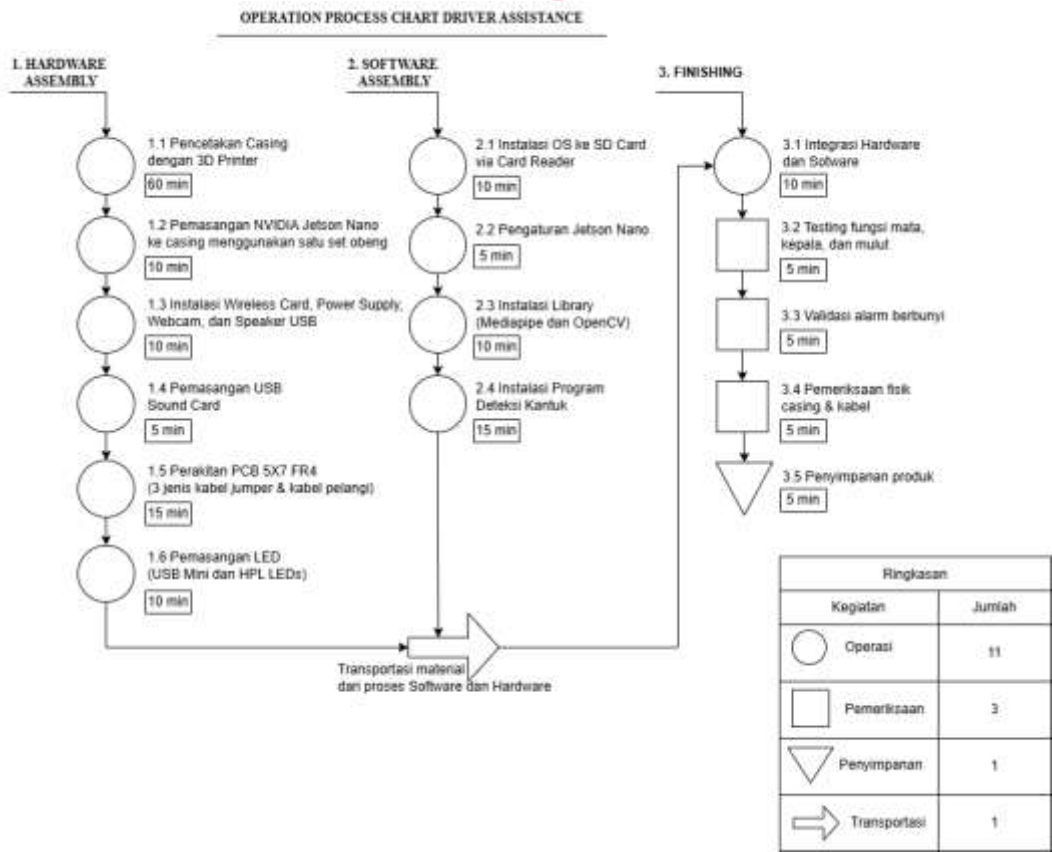 OPERATION PROCESS CHART DRIVER ASSISTANCE
1. HARDWARE
ASSEMBLY
1.1 Pencetakan Casing
dengan 3D Printer
60 min
1.2 Pemasangan NVIDIA Jetson Nano
ke casing menggunakan satu set obeng
10 min
1.3 Instalasi Wireless Card, Power Supply,
Webcam, dan Speaker USB
10 min
1.4 Pemasangan USB
Sound Card
5 min
1.5 Perakitan PCB 5X7 FR4
(3 jenis kabel jumper & kabel pelangi)
15 min
1.6 Pemasangan LED
(USB Mini dan HPL LEDs)
10 min
2. SOFTWARE
ASSEMBLY
2.1 Instalasi OS ke SD Card
via Card Reader
10 min
2.2 Pengaturan Jetson Nano
5 min
2.3 Instalasi Library
(Mediapipe dan OpenCV)
10 min
2.4 Instalasi Program
Deteksi Kantuk
15 min
Transportasi material
dari proses Software dan Hardware
3. FINISHING
3.1 Integrasi Hardware
dan Sotware
10 min
3.2 Testing fungsi mata,
kepala, dan mulut
5 min
3.3 Validasi alarm berbunyi
5 min
3.4 Pemeriksaan fisik
casing & kabel
5 min
3.5 Penyimpanan produk
5 min
Ringkasan
Kegiatan Jumlah
Operasi 11
Pemeriksaan 3
Penyimpanan 1
Transportasi 1